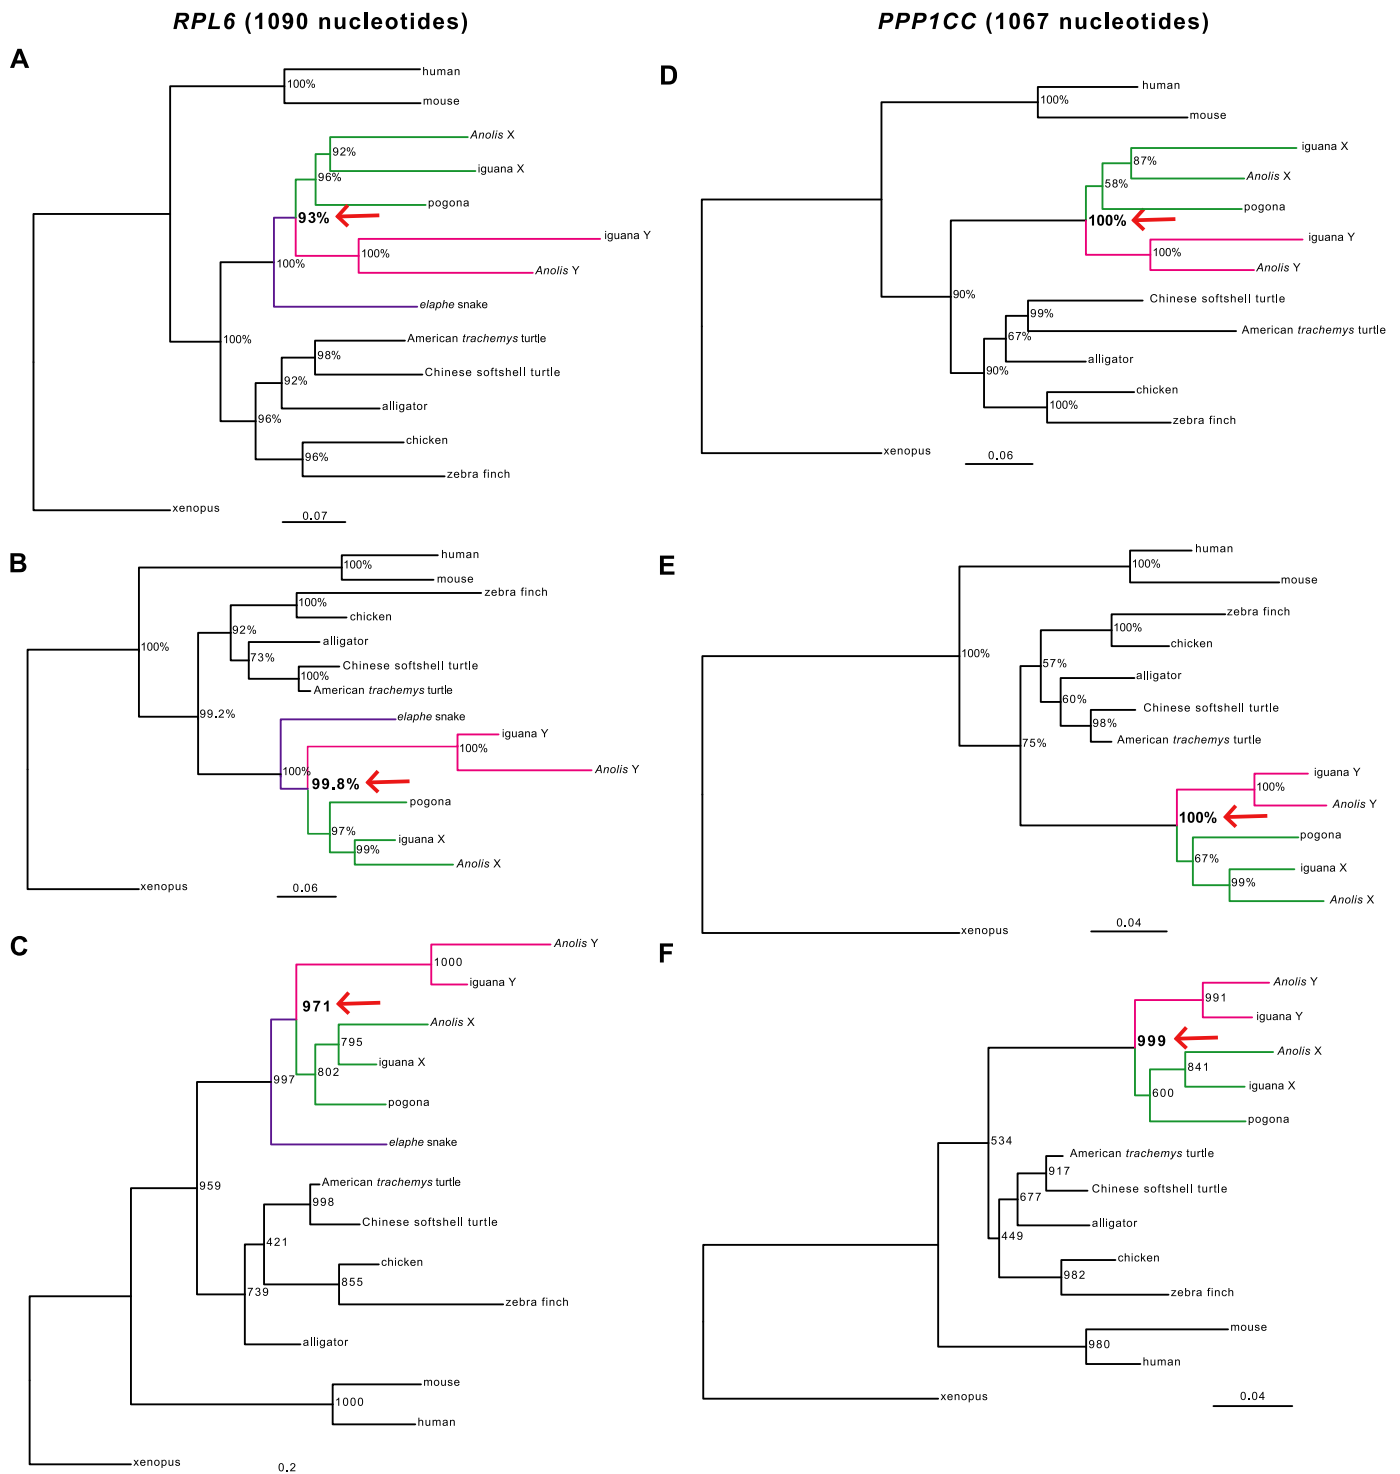 RPL6 (1090 nucleotides)
PPP1CC (1067 nucleotides)
A
human
100%
mouse
Anolis X
92%
iguana X
96%
pogona
93%
iguana Y
100%
Anolis Y
100%
elaphe snake
100%
American trachemys turtle
98%
Chinese softshell turtle
92%
alligator
96%
chicken
96%
zebra finch
xenopus
0.07
D
human
100%
mouse
iguana X
87%
Anolis X
58%
pogona
100%
iguana Y
100%
Anolis Y
90%
Chinese softshell turtle
99%
American trachemys turtle
67%
alligator
90%
chicken
100%
zebra finch
xenopus
0.06
B
human
100%
mouse
zebra finch
100%
chicken
92%
alligator
73%
Chinese softshell turtle
100%
American trachemys turtle
100%
99.2%
elaphe snake
iguana Y
100%
Anolis Y
100%
99.8%
pogona
97%
iguana X
99%
Anolis X
xenopus
0.06
E
human
100%
mouse
zebra finch
100%
chicken
57%
alligator
60%
Chinese softshell turtle
98%
American trachemys turtle
100%
75%
iguana Y
100%
Anolis Y
100%
pogona
67%
iguana X
99%
Anolis X
xenopus
0.04
C
Anolis Y
1000
iguana Y
971
Anolis X
795
iguana X
802
997
pogona
elaphe snake
959
American trachemys turtle
998
Chinese softshell turtle
421
chicken
855
739
zebra finch
alligator
mouse
1000
human
xenopus
0.2
F
Anolis Y
991
iguana Y
999
Anolis X
841
iguana X
600
pogona
534
American trachemys turtle
917
Chinese softshell turtle
677
alligator
449
chicken
982
zebra finch
mouse
980
human
xenopus
0.04